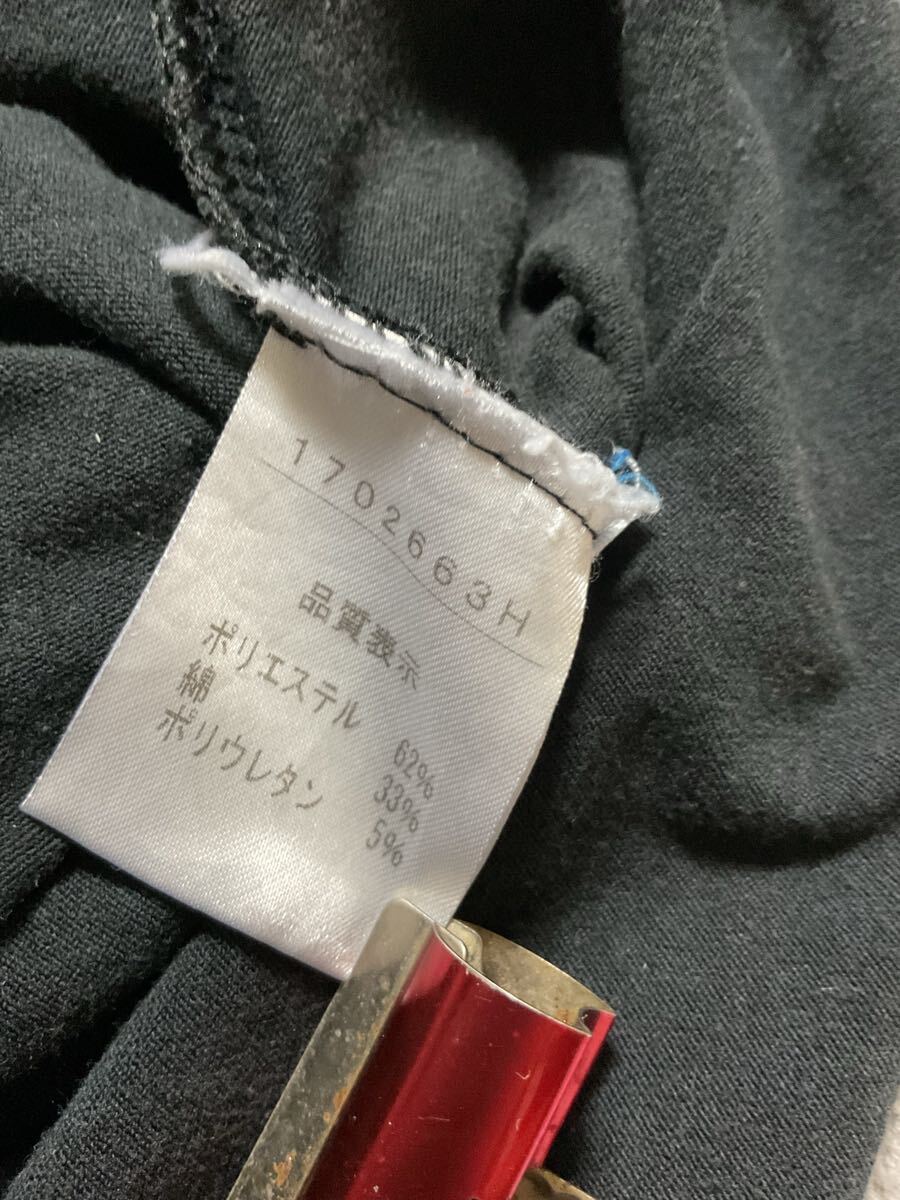 1702663H
品質表示
ポリエステル 62%
綿 33%
ポリウレタン 5%